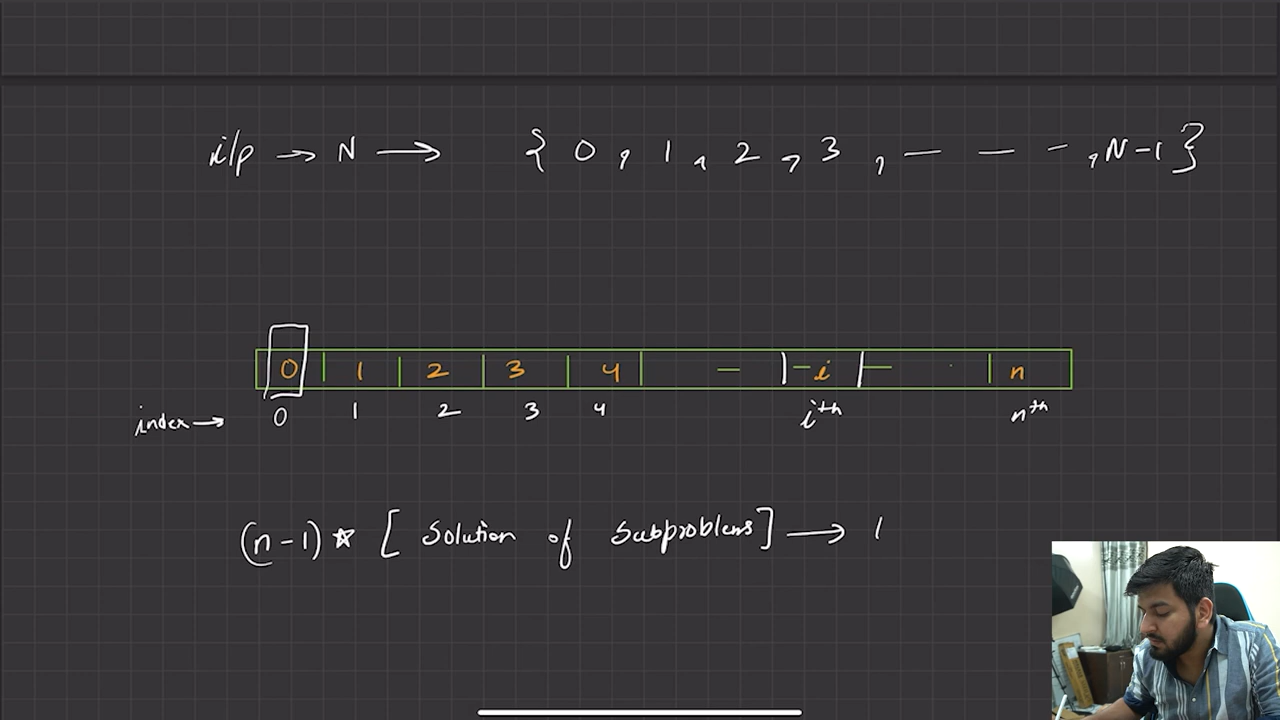 i/p → N → { 0, 1, 2, 3, — — -, N-1}
0 | 1 | 2 | 3 | 4 | — | - i | — . | n
index → 0 1 2 3 4 ith nth
(n-1)* [ Solution of Subproblems] → 1